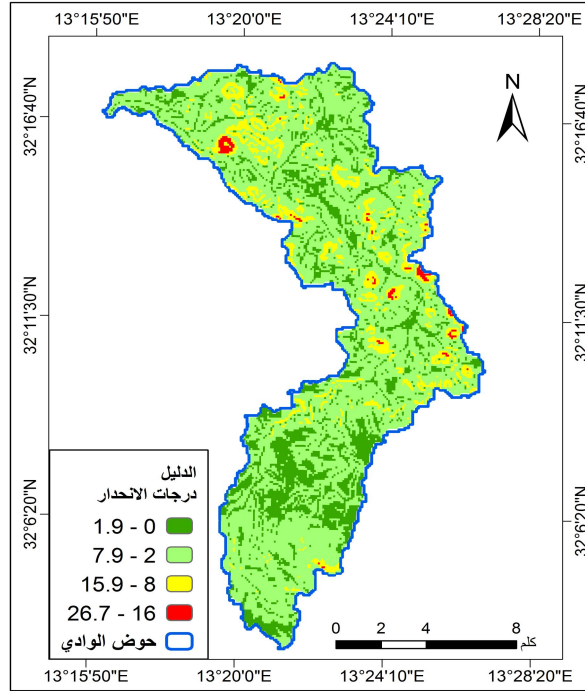 13°15'50"E 13°20'0"E 13°24'10"E 13°28'20"E
32°16'40"N
32°16'40"N
N
32°11'30"N
32°11'30"N
32°6'20"N
32°6'20"N
الدليل
درجات الانحدار
0 - 1.9
2 - 7.9
8 - 15.9
16 - 26.7
حوض الوادي
0 2 4 8
كلم
13°15'50"E 13°20'0"E 13°24'10"E 13°28'20"E